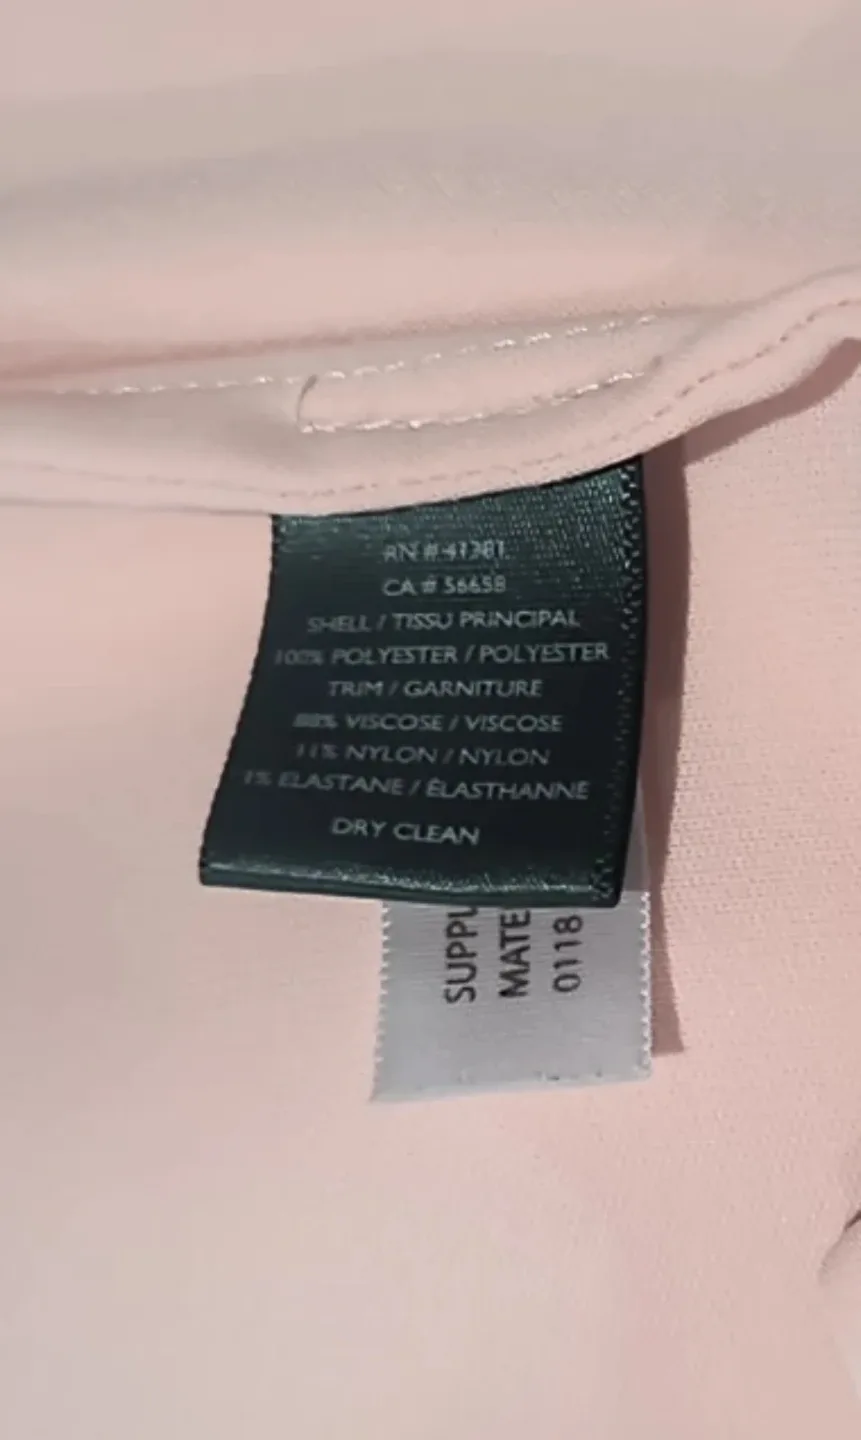 RN # 41381
CA # 56658
SHELL / TISSU PRINCIPAL
100% POLYESTER / POLYESTER
TRIM / GARNITURE
88% VISCOSE / VISCOSE
11% NYLON / NYLON
1% ELASTANE / ÉLASTHANNE
DRY CLEAN
SUPPL
MATE
0118